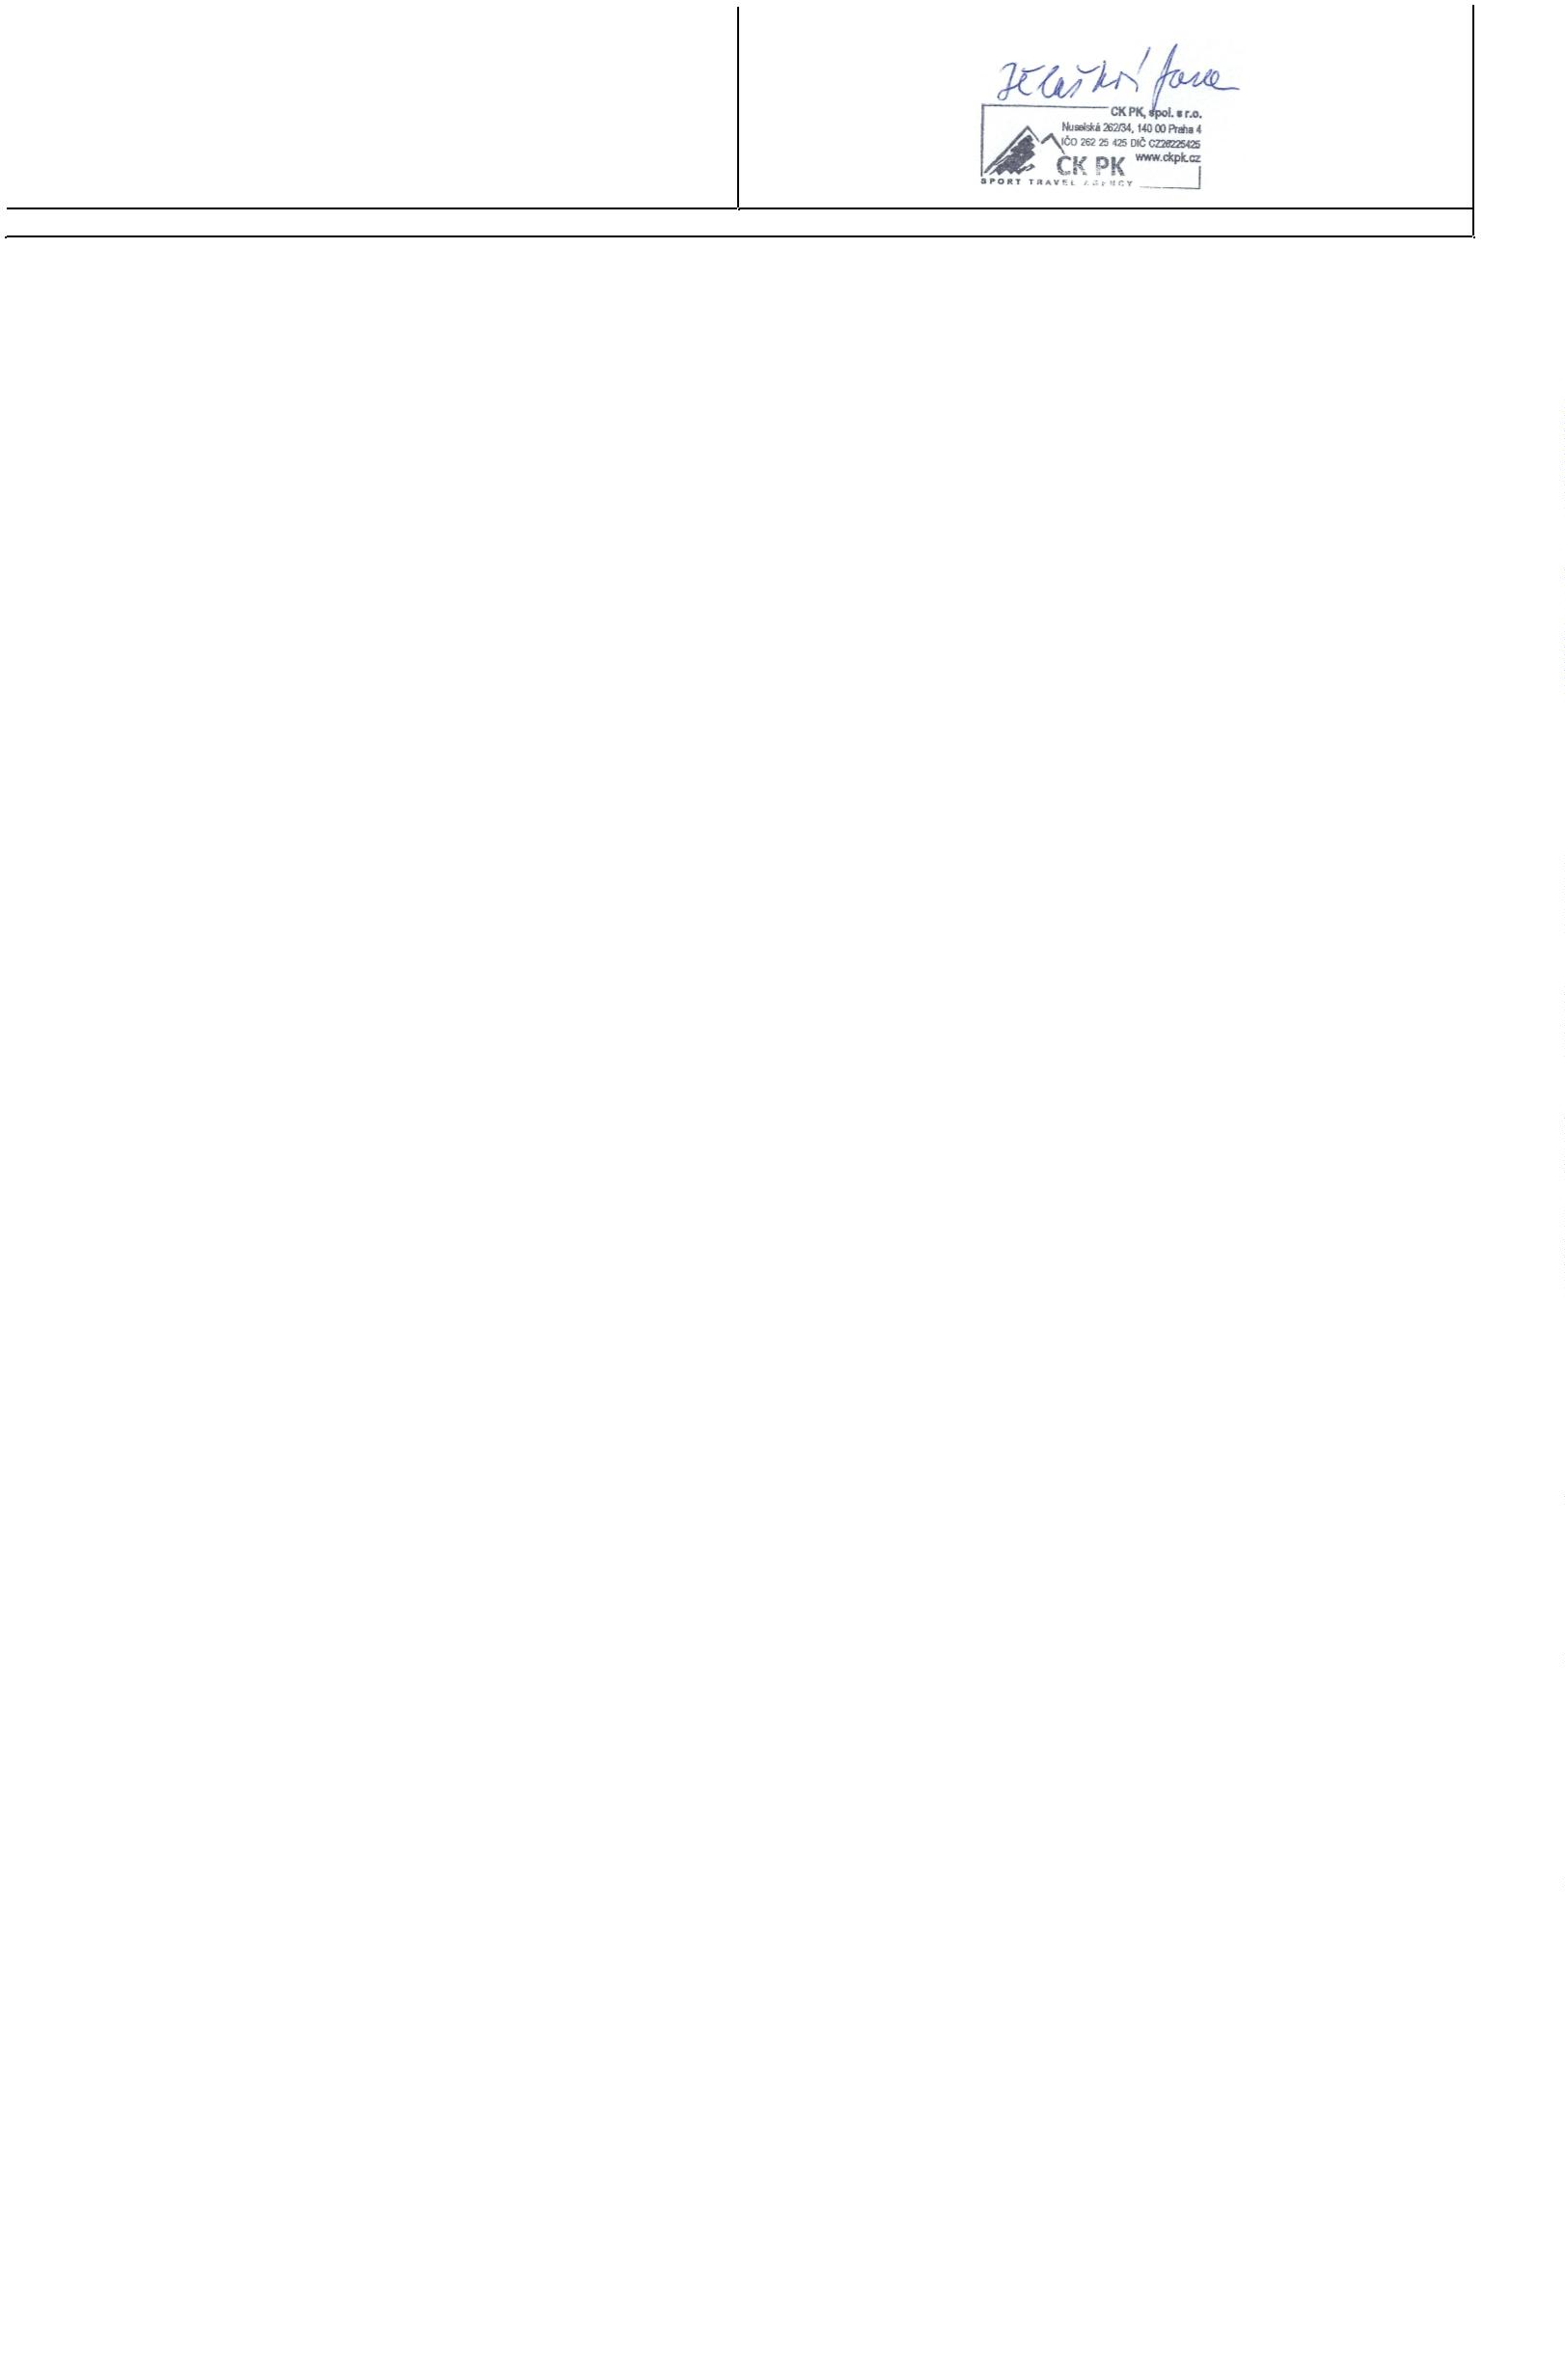 CK PK, spol. s r.o.
Nuselská 262/34, 140 00 Praha 4
IČO 262 25 425 DIČ CZ26225425
www.ckpk.cz
CK PK
SPORT TRAVEL AGENCY